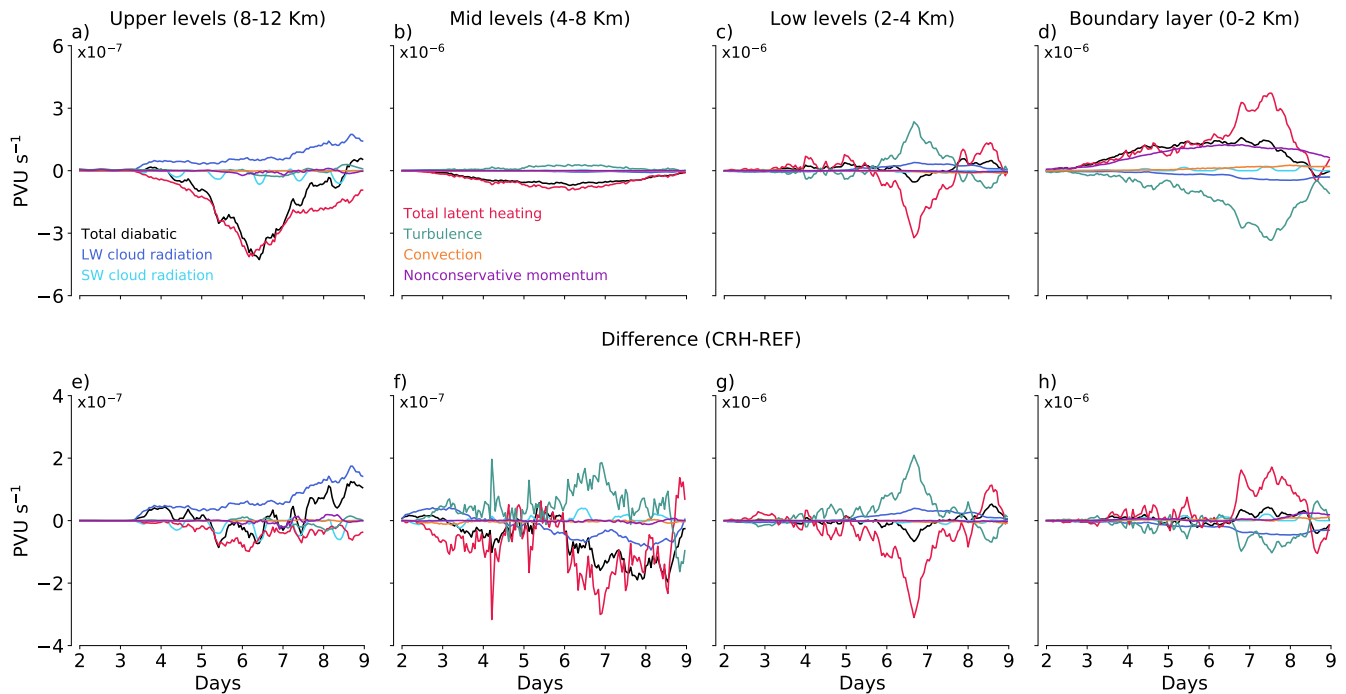 Upper levels (8-12 Km)
Mid levels (4-8 Km)
Low levels (2-4 Km)
Boundary layer (0-2 Km)
a)
b)
c)
d)
x10−7
x10−6
x10−6
x10−6
PVU s−1
6
3
0
−3
−6
Total diabatic
LW cloud radiation
SW cloud radiation
Total latent heating
Turbulence
Convection
Nonconservative momentum
Difference (CRH-REF)
e)
f)
g)
h)
x10−7
x10−7
x10−6
x10−6
PVU s−1
4
2
0
−2
−4
2 3 4 5 6 7 8 9
2 3 4 5 6 7 8 9
2 3 4 5 6 7 8 9
2 3 4 5 6 7 8 9
Days
Days
Days
Days